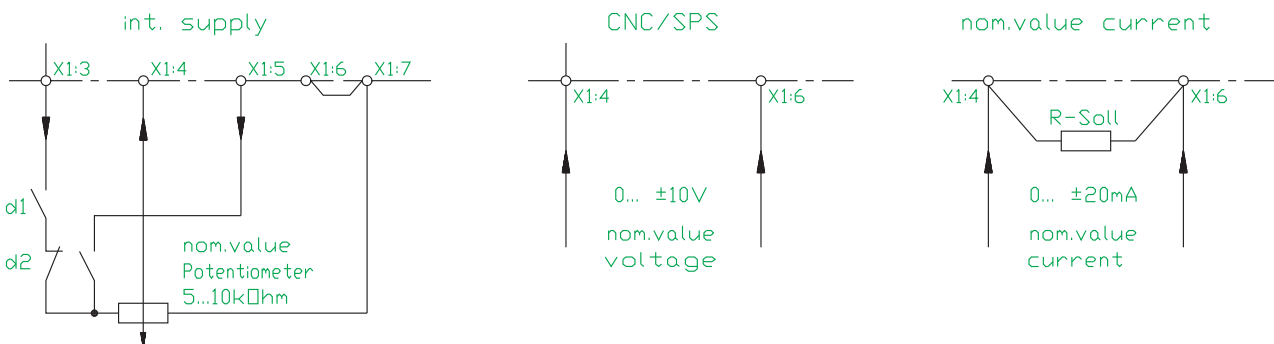 int. supply
X1:3
X1:4
X1:5
X1:6
X1:7
d1
d2
nom.value
Potentiometer
5...10k□hm
CNC/SPS
X1:4
X1:6
0... ±10V
nom.value
voltage
nom.value current
X1:4
X1:6
R-Soll
0... ±20mA
nom.value
current